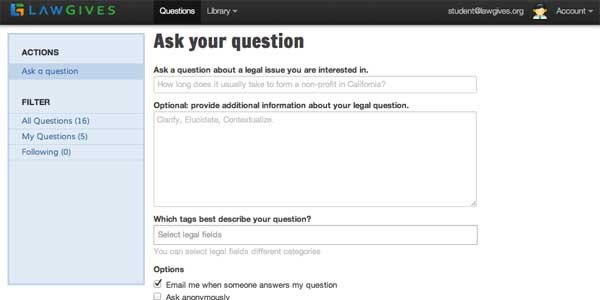 LAWGIVES Questions Library student@lawgives.org Account
ACTIONS
Ask a question
FILTER
All Questions (16)
My Questions (5)
Following (0)
Ask your question
Ask a question about a legal issue you are interested in.
How long does it usually take to form a non-profit in California?
Optional: provide additional information about your legal question.
Clarify, Elucidate, Contextualize.
Which tags best describe your question?
Select legal fields
You can select legal fields different categories
Options
Email me when someone answers my question
Ask anonymously